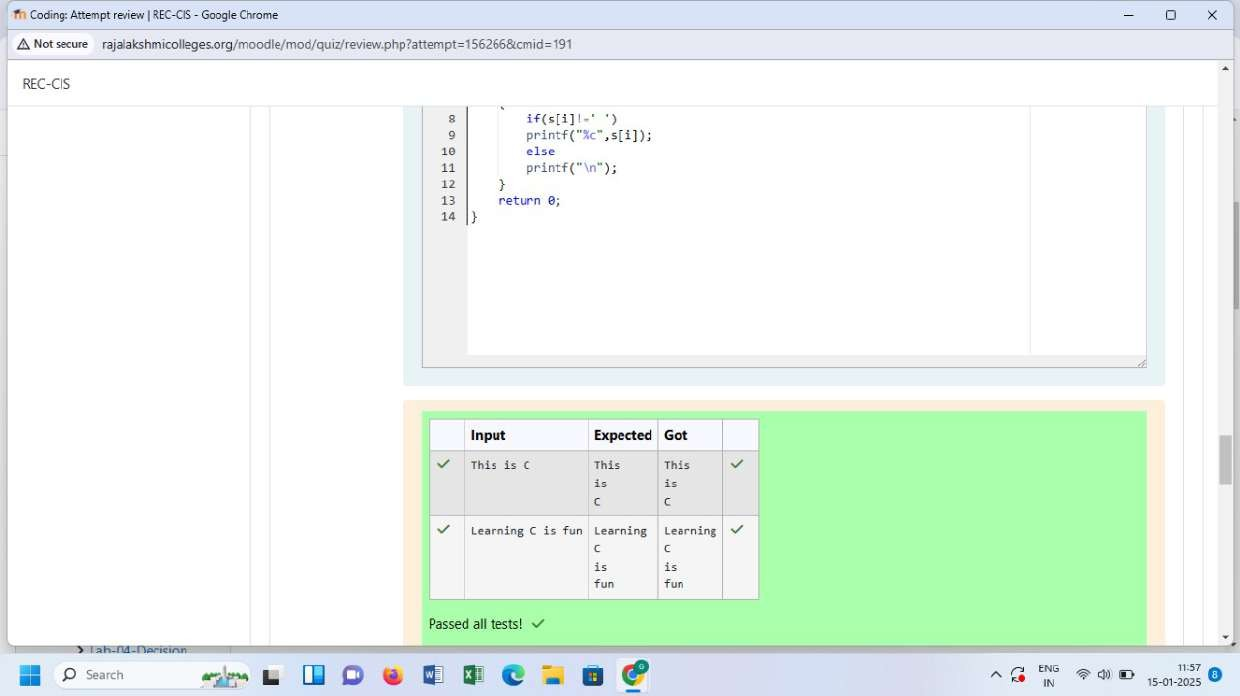 Coding: Attempt review | REC-CIS - Google Chrome
Not secure rajalakshmicolleges.org/moodle/mod/quiz/review.php?attempt=156266&cmid=191
REC-CIS
{
8 if(s[i]!=' ')
9 printf("%c",s[i]);
10 else
11 printf("\n");
12 }
13 return 0;
14 }
Input Expected Got
This is C This This
is is
C C
Learning C is fun Learning Learning
C C
is is
fun fun
Passed all tests!
Lab-04-Decision
Search
ENG 11:57
IN 15-01-2025 8